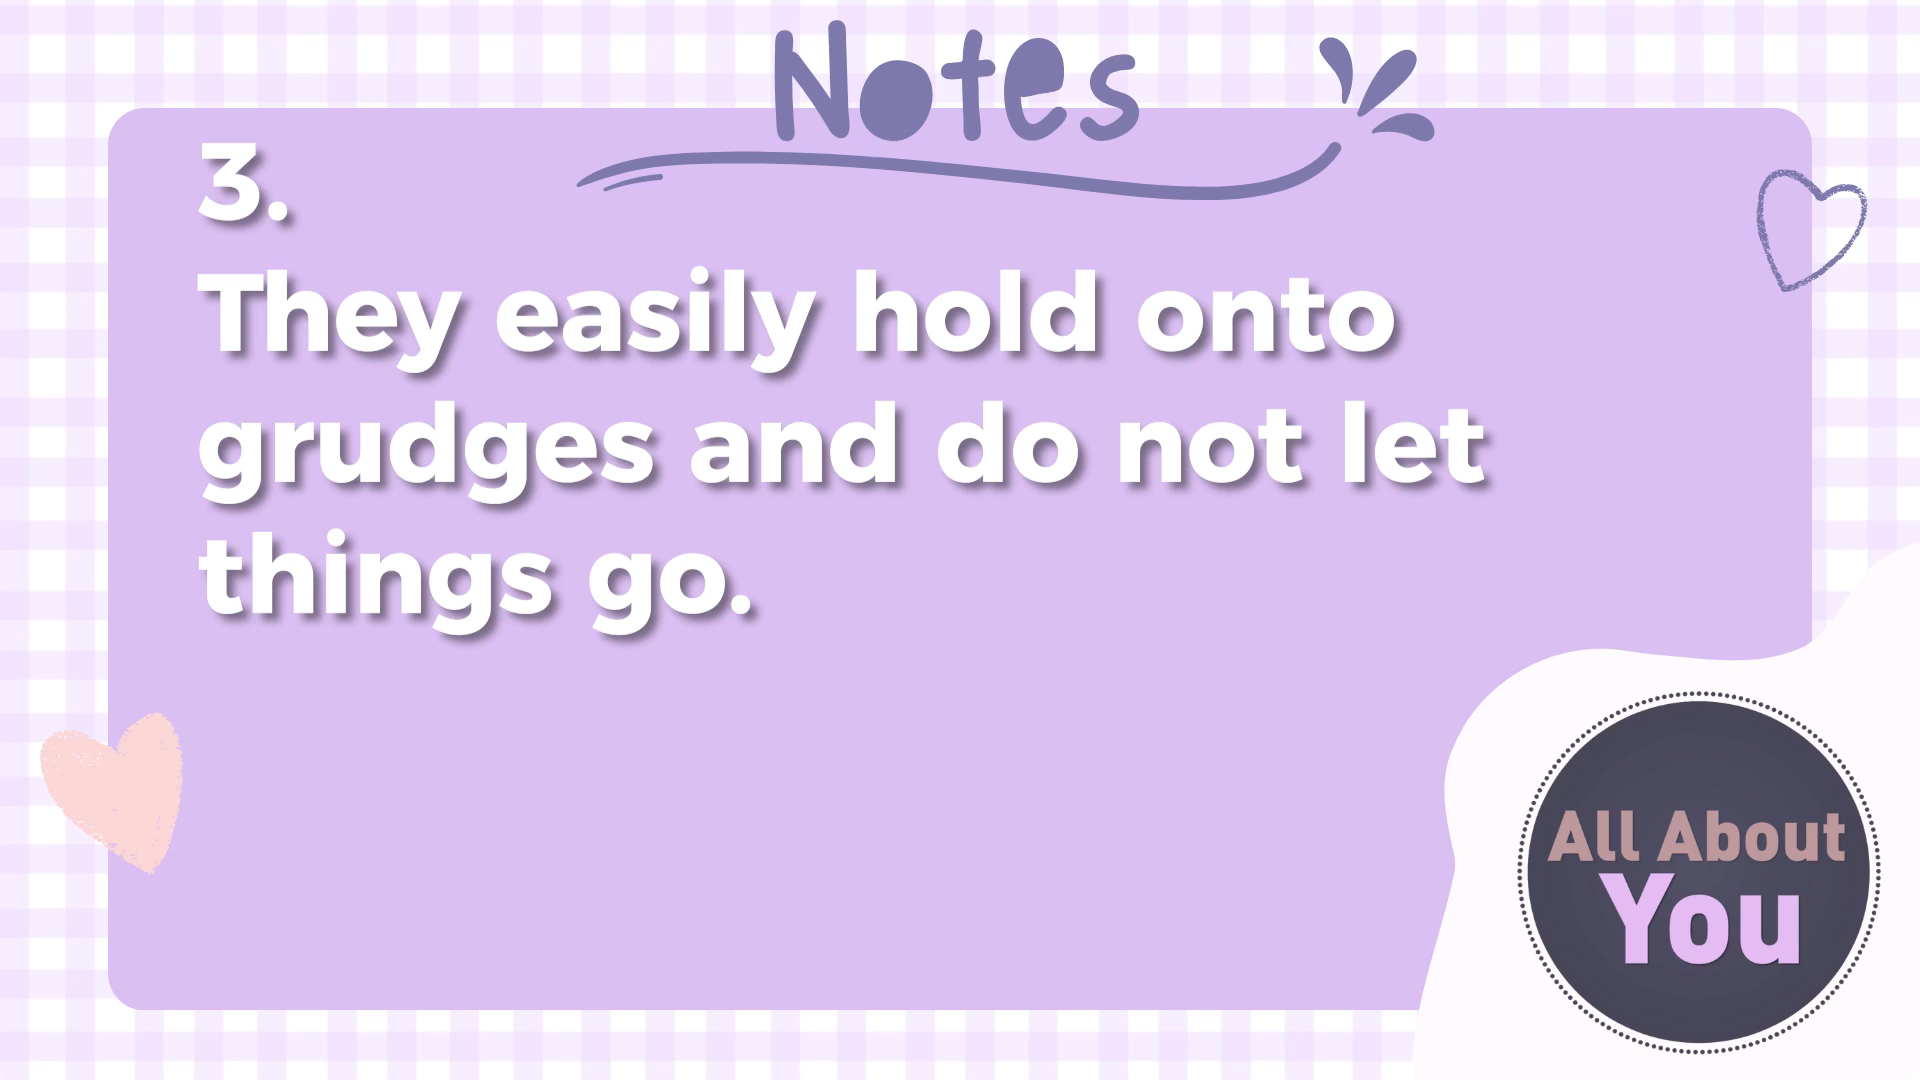 Notes
3.
They easily hold onto
grudges and do not let
things go.
All About
You